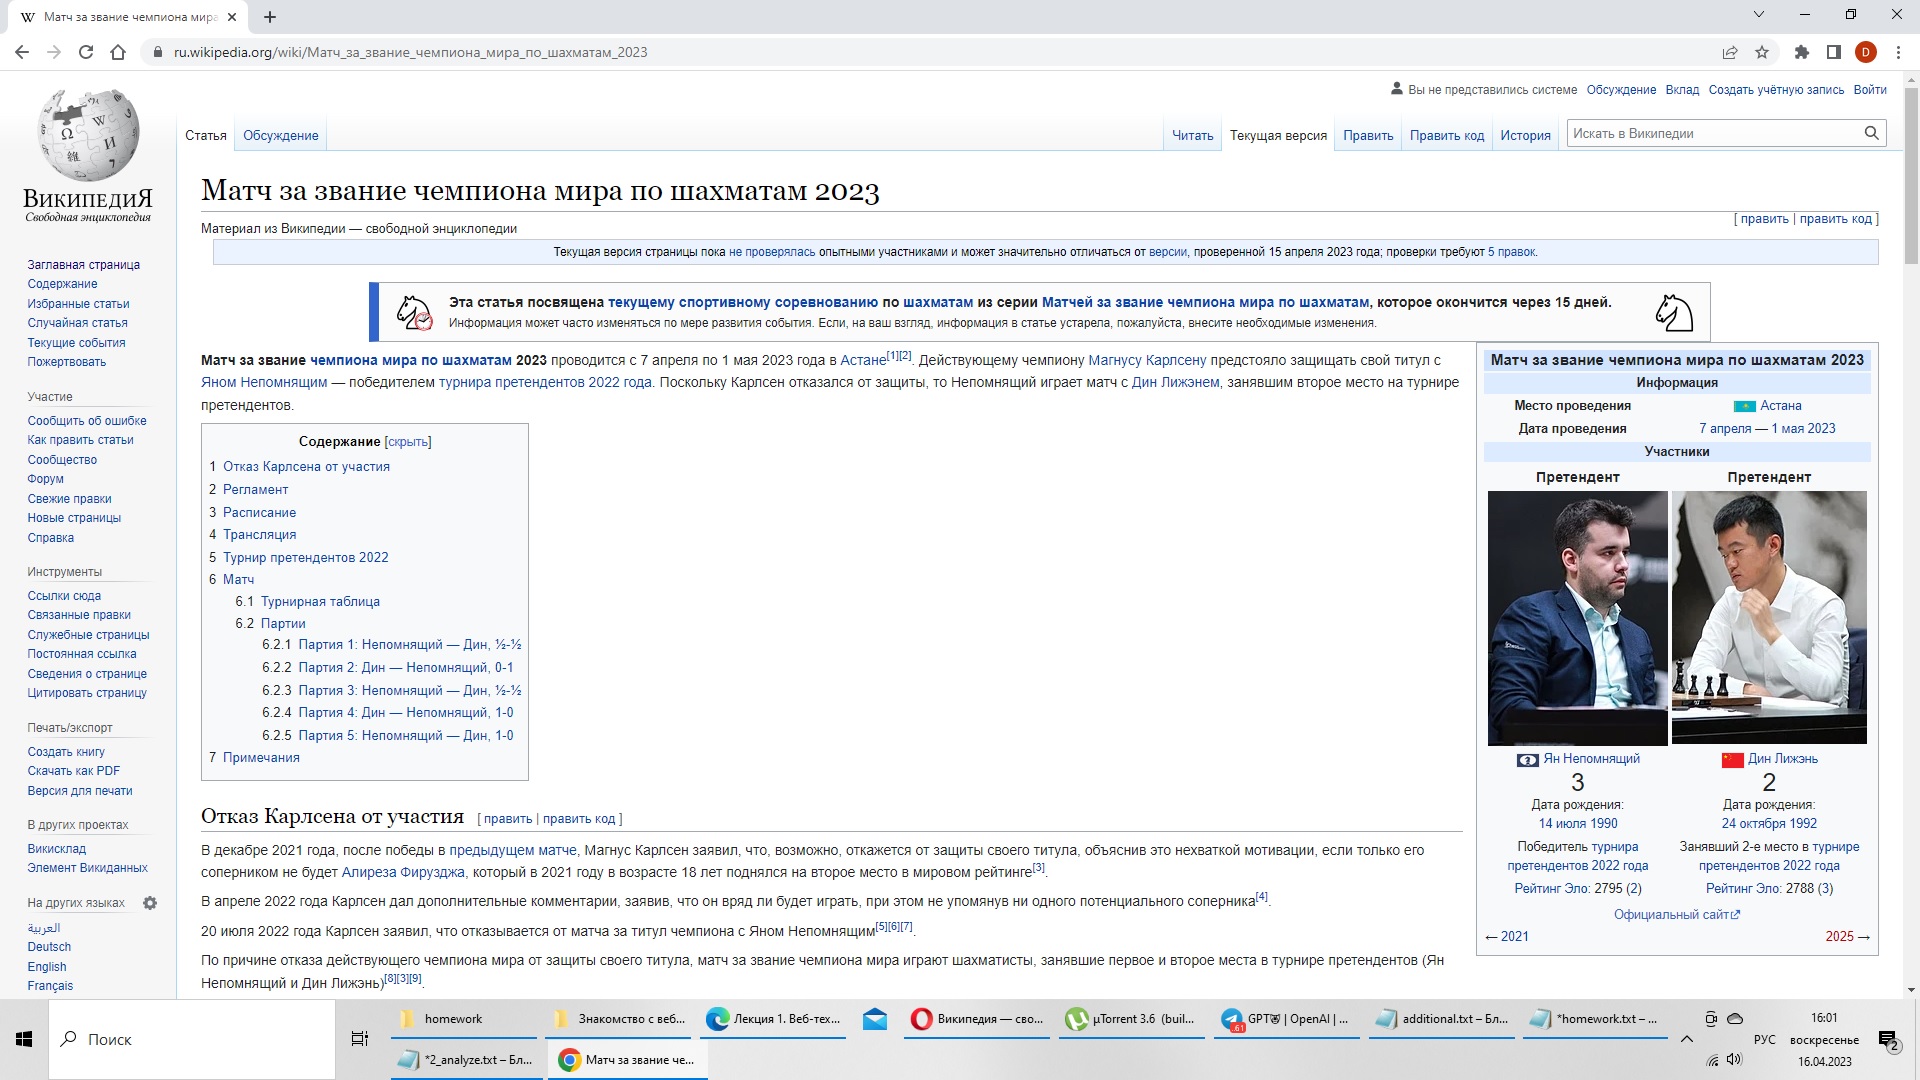 Матч за звание чемпиона мира
ru.wikipedia.org/wiki/Матч_за_звание_чемпиона_мира_по_шахматам_2023
D
Вы не представились системе Обсуждение Вклад Создать учётную запись Войти
Статья Обсуждение Читать Текущая версия Править Править код История Искать в Википедии
ВИКИПЕДИЯ
Свободная энциклопедия
Заглавная страница
Содержание
Избранные статьи
Случайная статья
Текущие события
Пожертвовать
Участие
Сообщить об ошибке
Как править статьи
Сообщество
Форум
Свежие правки
Новые страницы
Справка
Инструменты
Ссылки сюда
Связанные правки
Служебные страницы
Постоянная ссылка
Сведения о странице
Цитировать страницу
Печать/экспорт
Создать книгу
Скачать как PDF
Версия для печати
В других проектах
Викисклад
Элемент Викиданных
На других языках
العربية
Deutsch
English
Français
Матч за звание чемпиона мира по шахматам 2023
[ править | править код ]
Материал из Википедии — свободной энциклопедии
Текущая версия страницы пока не проверялась опытными участниками и может значительно отличаться от версии, проверенной 15 апреля 2023 года; проверки требуют 5 правок.
Эта статья посвящена текущему спортивному соревнованию по шахматам из серии Матчей за звание чемпиона мира по шахматам, которое окончится через 15 дней.
Информация может часто изменяться по мере развития события. Если, на ваш взгляд, информация в статье устарела, пожалуйста, внесите необходимые изменения.
Матч за звание чемпиона мира по шахматам 2023 проводится с 7 апреля по 1 мая 2023 года в Астане[1][2]. Действующему чемпиону Магнусу Карлсену предстояло защищать свой титул с
Яном Непомнящим — победителем турнира претендентов 2022 года. Поскольку Карлсен отказался от защиты, то Непомнящий играет матч с Дин Лижэнем, занявшим второе место на турнире
претендентов.
Содержание [скрыть]
1 Отказ Карлсена от участия
2 Регламент
3 Расписание
4 Трансляция
5 Турнир претендентов 2022
6 Матч
6.1 Турнирная таблица
6.2 Партии
6.2.1 Партия 1: Непомнящий — Дин, ½-½
6.2.2 Партия 2: Дин — Непомнящий, 0-1
6.2.3 Партия 3: Непомнящий — Дин, ½-½
6.2.4 Партия 4: Дин — Непомнящий, 1-0
6.2.5 Партия 5: Непомнящий — Дин, 1-0
7 Примечания
Отказ Карлсена от участия [ править | править код ]
В декабре 2021 года, после победы в предыдущем матче, Магнус Карлсен заявил, что, возможно, откажется от защиты своего титула, объяснив это нехваткой мотивации, если только его
соперником не будет Алиреза Фирузджа, который в 2021 году в возрасте 18 лет поднялся на второе место в мировом рейтинге[3].
В апреле 2022 года Карлсен дал дополнительные комментарии, заявив, что он вряд ли будет играть, при этом не упомянув ни одного потенциального соперника[4].
20 июля 2022 года Карлсен заявил, что отказывается от матча за титул чемпиона с Яном Непомнящим[5][6][7].
По причине отказа действующего чемпиона мира от защиты своего титула, матч за звание чемпиона мира играют шахматисты, занявшие первое и второе места в турнире претендентов (Ян
Непомнящий и Дин Лижэнь)[8][3][9].
Матч за звание чемпиона мира по шахматам 2023
Информация
Место проведения Астана
Дата проведения 7 апреля — 1 мая 2023
Участники
Претендент Претендент
Ян Непомнящий Дин Лижэнь
3 2
Дата рождения: Дата рождения:
14 июля 1990 24 октября 1992
Победитель турнира Занявший 2-е место в турнире
претендентов 2022 года претендентов 2022 года
Рейтинг Эло: 2795 (2) Рейтинг Эло: 2788 (3)
Официальный сайт
← 2021 2025 →
Поиск
homework Знакомство с веб... Лекция 1. Веб-тех... Википедия — сво... µTorrent 3.6 (buil... 61 GPT | OpenAI | ... additional.txt – Бл... *homework.txt – ...
*2_analyze.txt – Бл... Матч за звание че...
РУС
16:01
воскресенье
16.04.2023
2